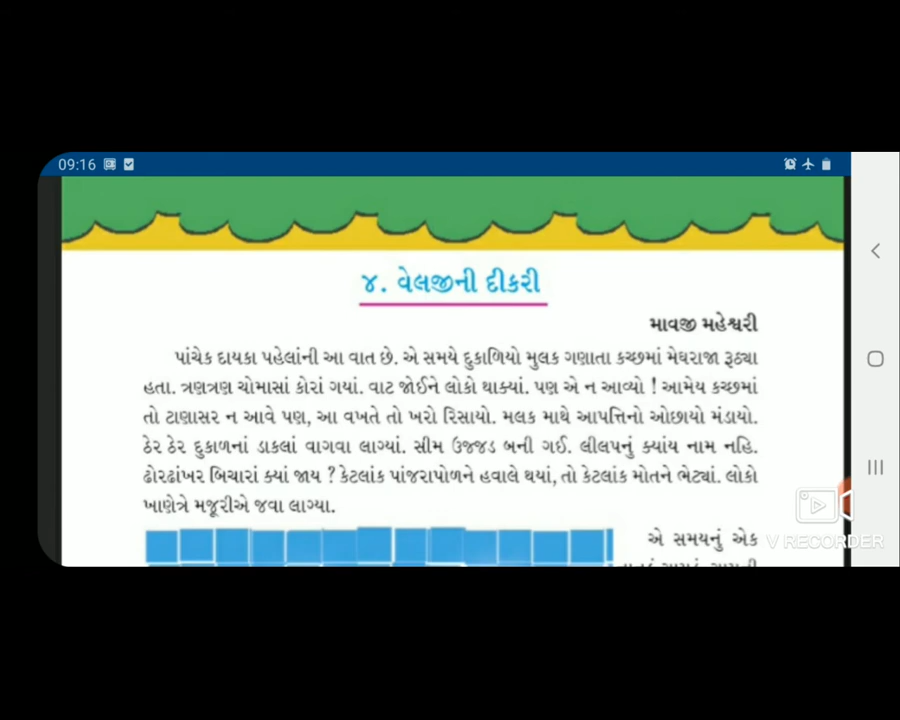 09:16
૪. વેલજીની દીકરી
માવજી મહેશ્વરી
પાંચેક દાયકા પહેલાંની આ વાત છે. એ સમયે દુકાળિયો મુલક ગણાતા કચ્છમાં મેઘરાજા રૂઠ્યા
હતા. ત્રણત્રણ ચોમાસાં કોરાં ગયાં. વાટ જોઈને લોકો થાક્યાં. પણ એ ન આવ્યો ! આમેય કચ્છમાં
તો ટાણાસર ન આવે પણ, આ વખતે તો ખરો રિસાયો. મલક માથે આપત્તિનો ઓછાયો મંડાયો.
ઠેર ઠેર દુકાળનાં ડાકલાં વાગવા લાગ્યાં. સીમ ઉજ્જડ બની ગઈ. લીલપનું ક્યાંય નામ નહિ.
ઢોરઢાંખર બિચારાં ક્યાં જાય ? કેટલાંક પાંજરાપોળને હવાલે થયાં, તો કેટલાંક મોતને ભેટ્યાં. લોકો
ખાણેત્રે મજૂરીએ જવા લાગ્યા.
એ સમયનું એક
V RECORDER